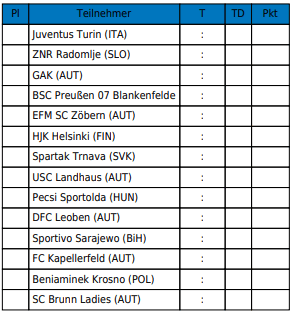 Pl Teilnehmer T TD Pkt
Juventus Turin (ITA) :
ZNR Radomlje (SLO) :
GAK (AUT) :
BSC Preußen 07 Blankenfelde :
EFM SC Zöbern (AUT) :
HJK Helsinki (FIN) :
Spartak Trnava (SVK) :
USC Landhaus (AUT) :
Pecsi Sportolda (HUN) :
DFC Leoben (AUT) :
Sportivo Sarajewo (BiH) :
FC Kapellerfeld (AUT) :
Beniaminek Krosno (POL) :
SC Brunn Ladies (AUT) :